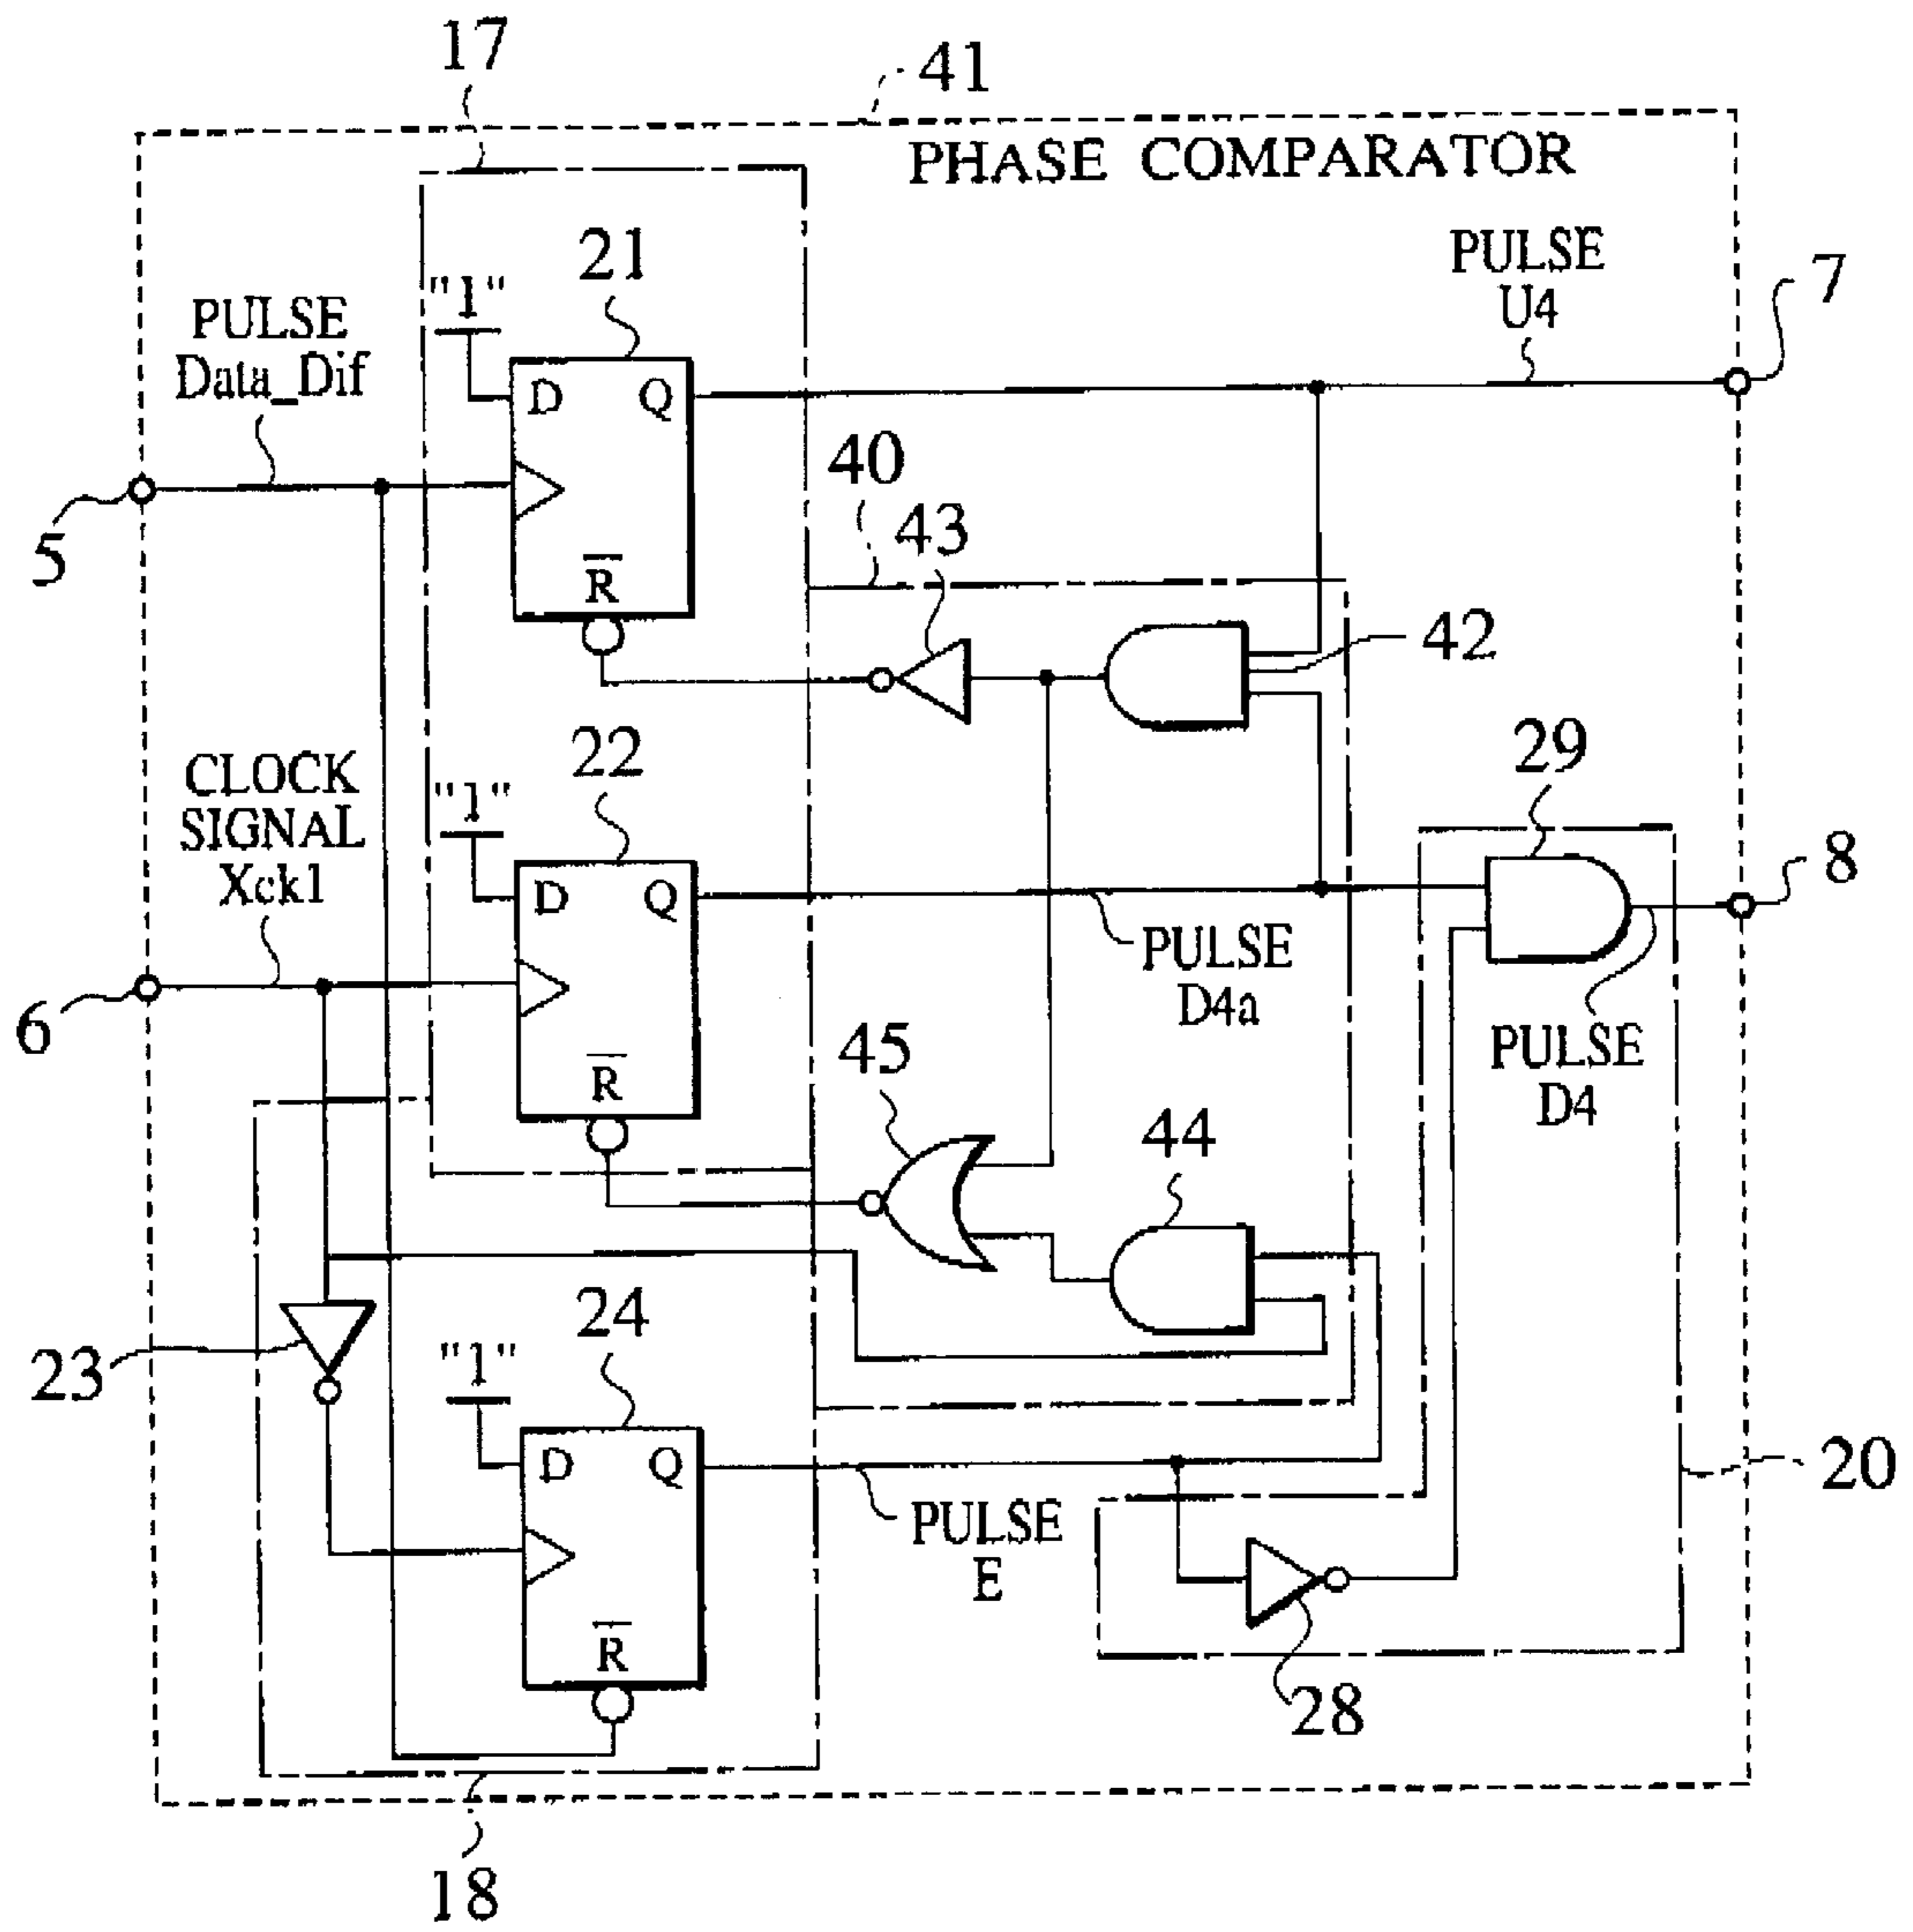 17
41
PHASE COMPARATOR
21
"1"
PULSE
U4
7
PULSE
Data_Dif
D
Q
40
43
5
R
42
22
29
CLOCK
SIGNAL
Xck1
"1"
D
Q
8
PULSE
D4a
6
45
R
PULSE
D4
44
24
23
"1"
D
Q
20
PULSE
E
R
28
18